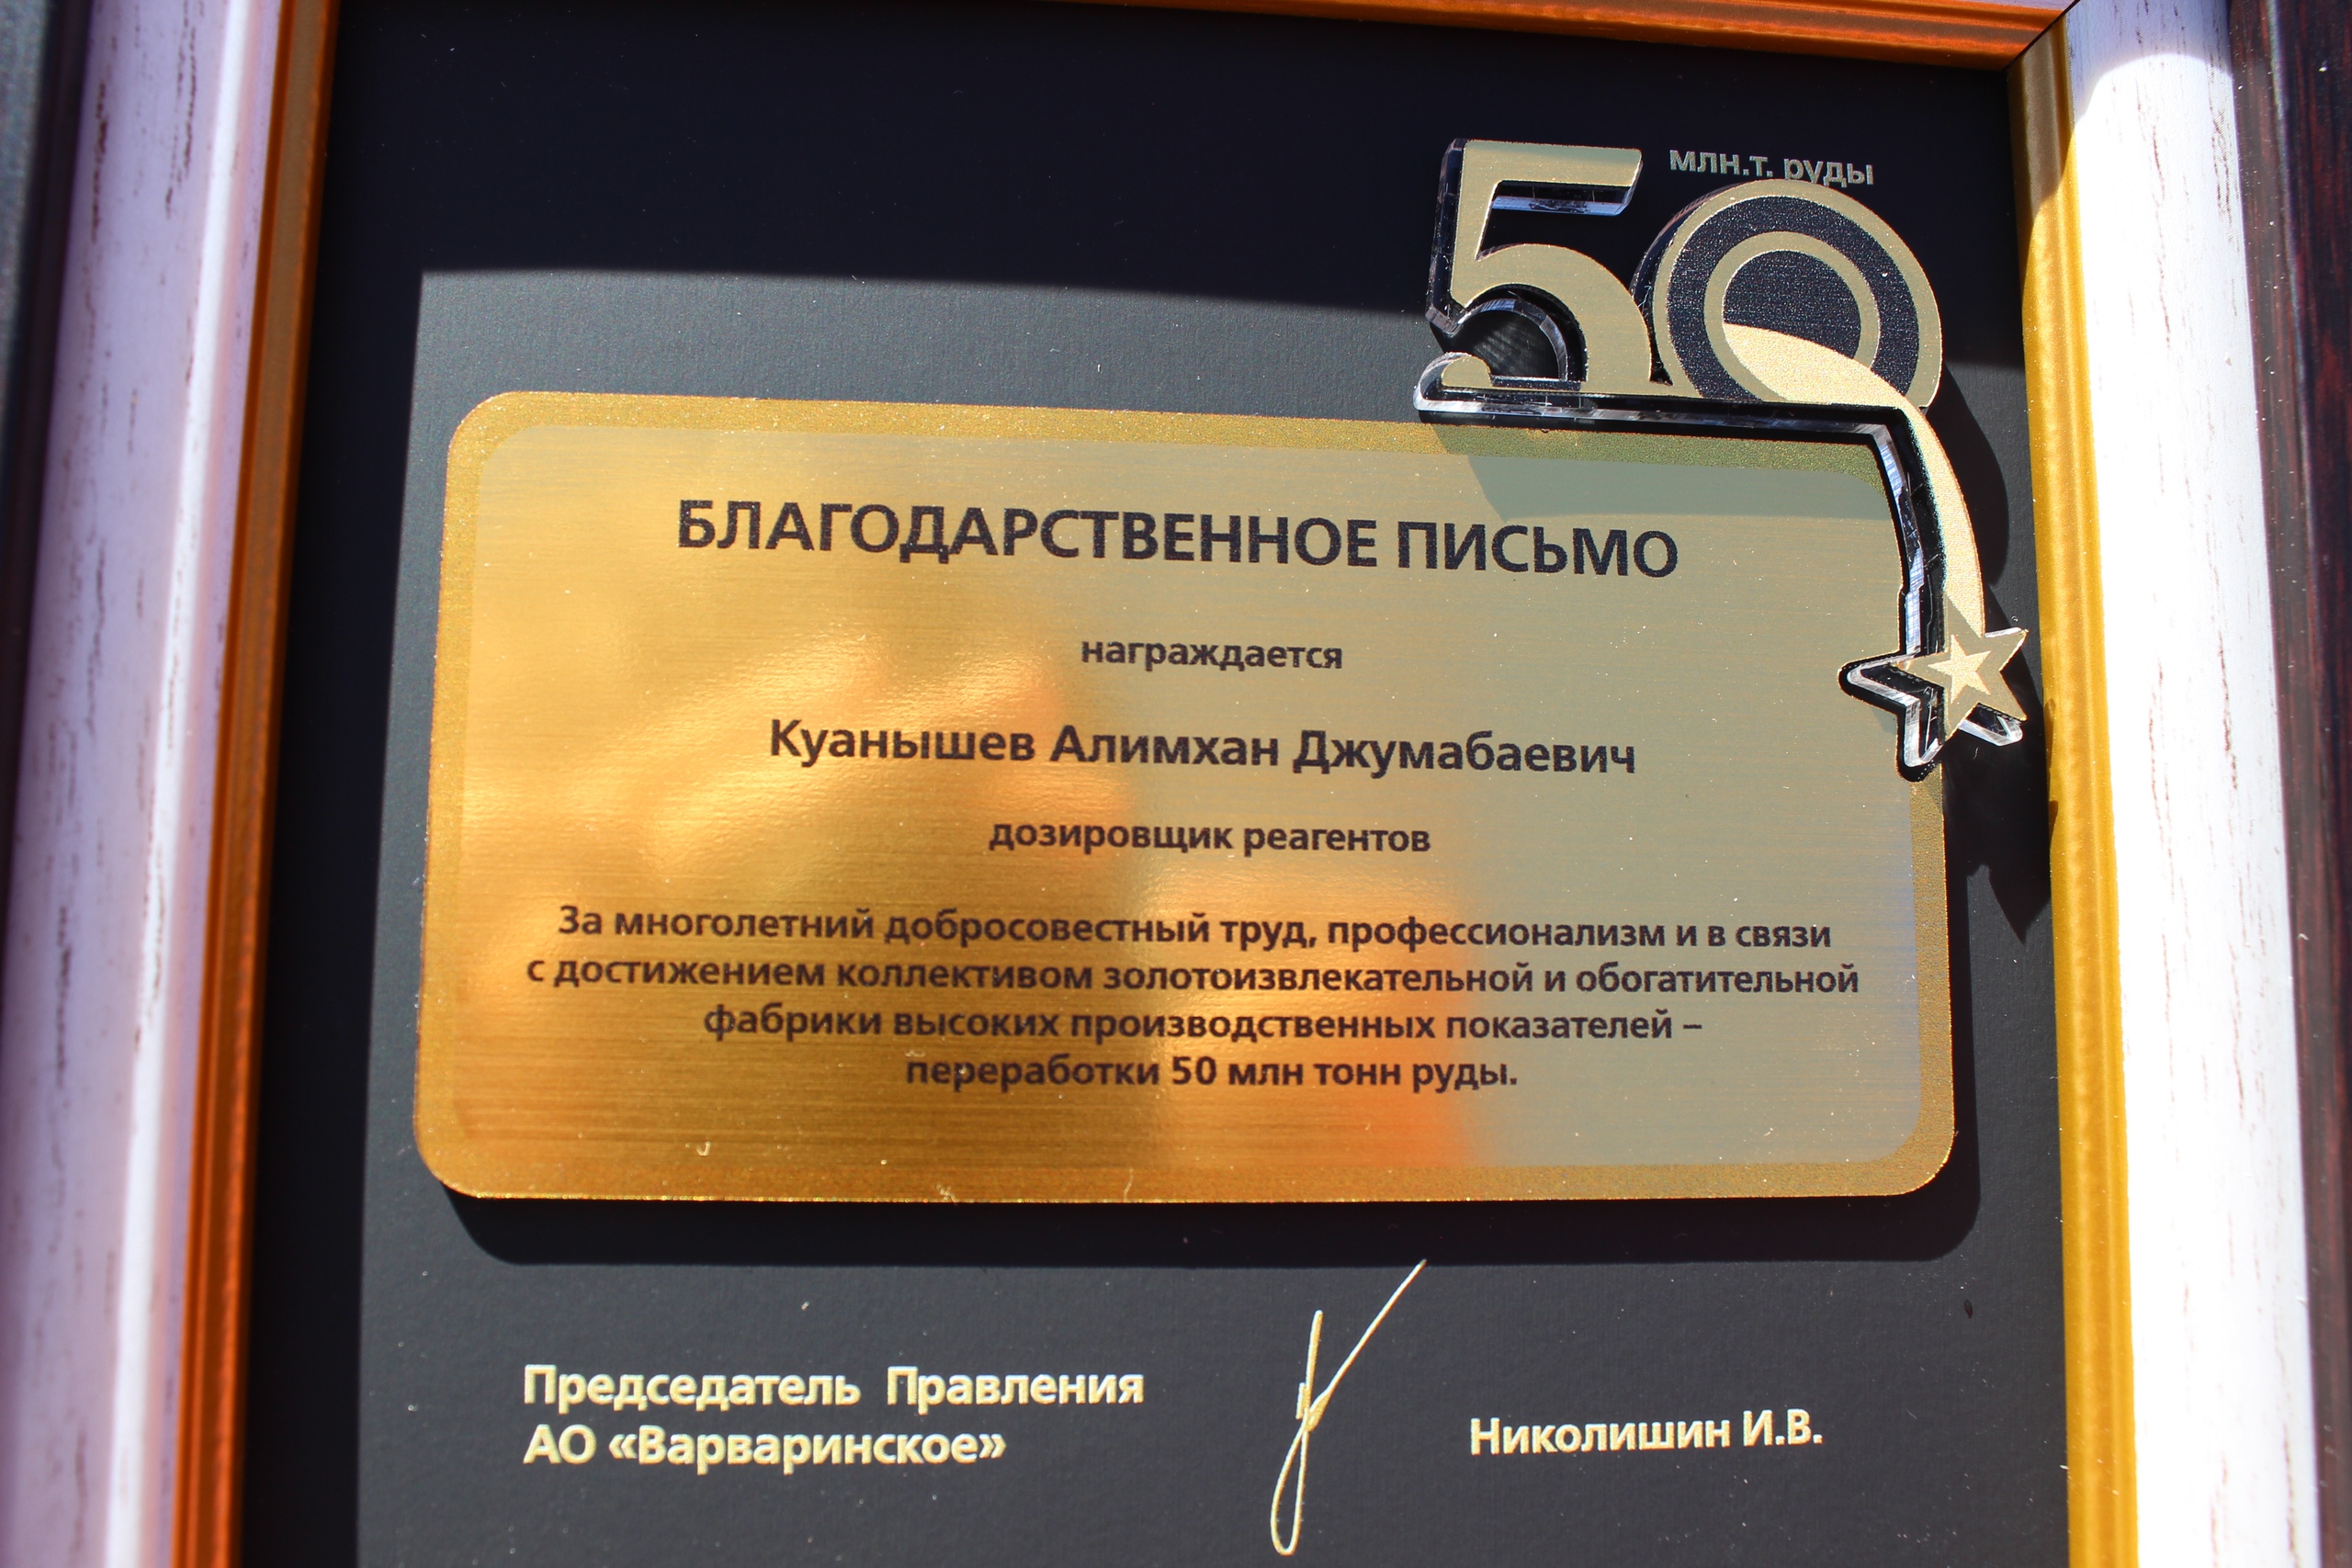 50 млн.т. руды
БЛАГОДАРСТВЕННОЕ ПИСЬМО
награждается
Куанышев Алимхан Джумабаевич
дозировщик реагентов
За многолетний добросовестный труд, профессионализм и в связи
с достижением коллективом золотоизвлекательной и обогатительной
фабрики высоких производственных показателей –
переработки 50 млн тонн руды.
Председатель Правления
АО «Варваринское»
Николишин И.В.